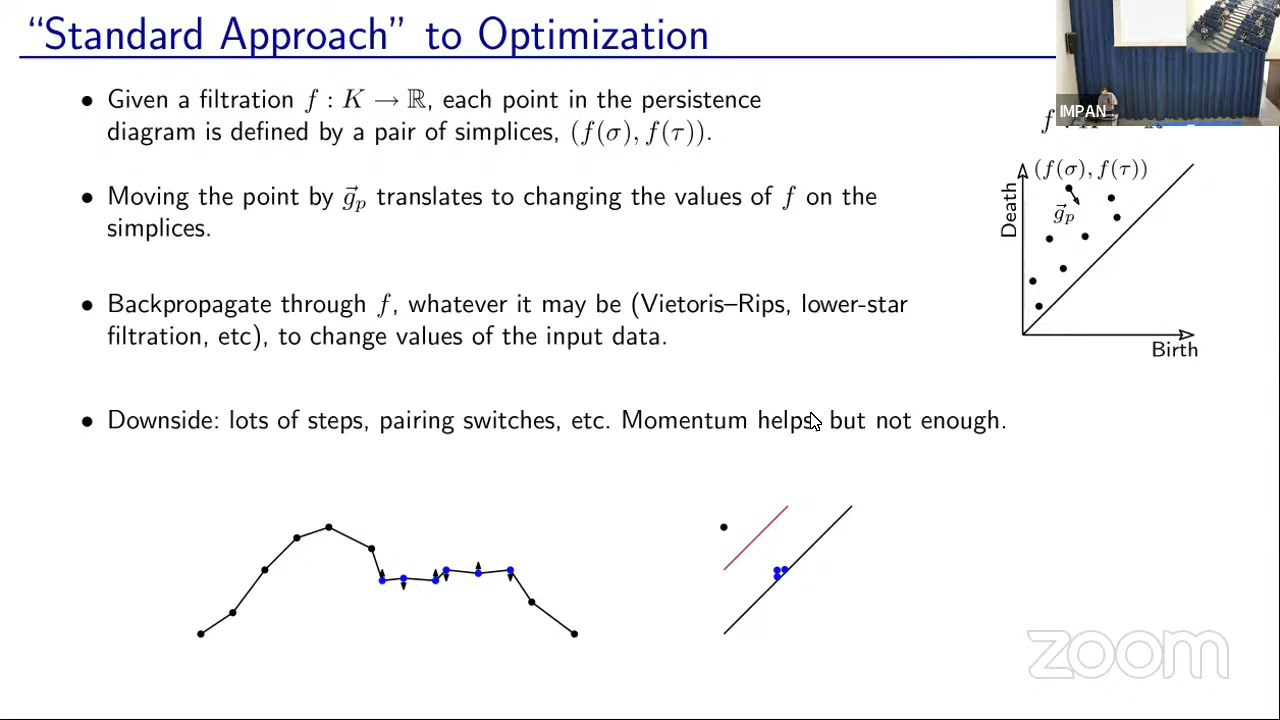 “Standard Approach” to Optimization
IMPAN
• Given a filtration f : K → ℝ, each point in the persistence
diagram is defined by a pair of simplices, (f(σ), f(τ)).
• Moving the point by g⃗ₚ translates to changing the values of f on the
simplices.
• Backpropagate through f, whatever it may be (Vietoris–Rips, lower-star
filtration, etc), to change values of the input data.
• Downside: lots of steps, pairing switches, etc. Momentum helps, but not enough.
(f(σ), f(τ))
g⃗ₚ
Death
Birth
zoom